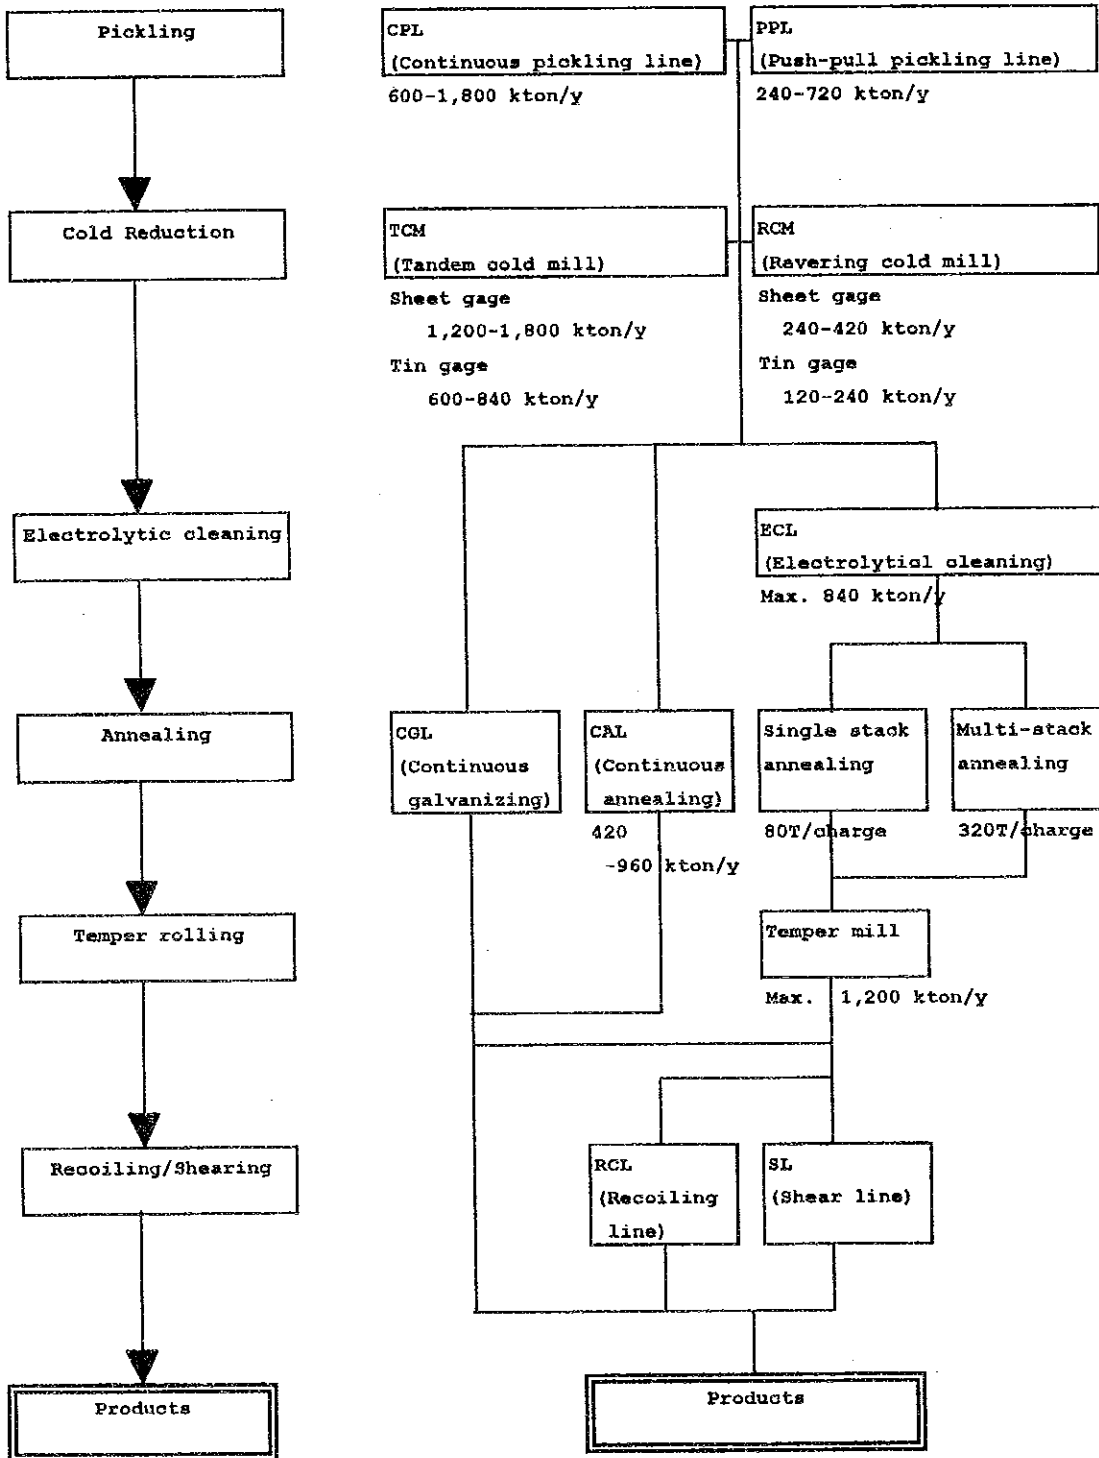 Pickling
CPL
(Continuous pickling line)
600-1,800 kton/y
PPL
(Push-pull pickling line)
240-720 kton/y
Cold Reduction
TCM
(Tandem cold mill)
Sheet gage
1,200-1,800 kton/y
Tin gage
600-840 kton/y
RCM
(Ravering cold mill)
Sheet gage
240-420 kton/y
Tin gage
120-240 kton/y
Electrolytic cleaning
ECL
(Electrolytial cleaning)
Max. 840 kton/y
Annealing
CGL
(Continuous
galvanizing)
CAL
(Continuous
annealing)
420
-960 kton/y
Single stack
annealing
80T/charge
Multi-stack
annealing
320T/charge
Temper rolling
Temper mill
Max. 1,200 kton/y
Recoiling/Shearing
RCL
(Recoiling
line)
SL
(Shear line)
Products
Products